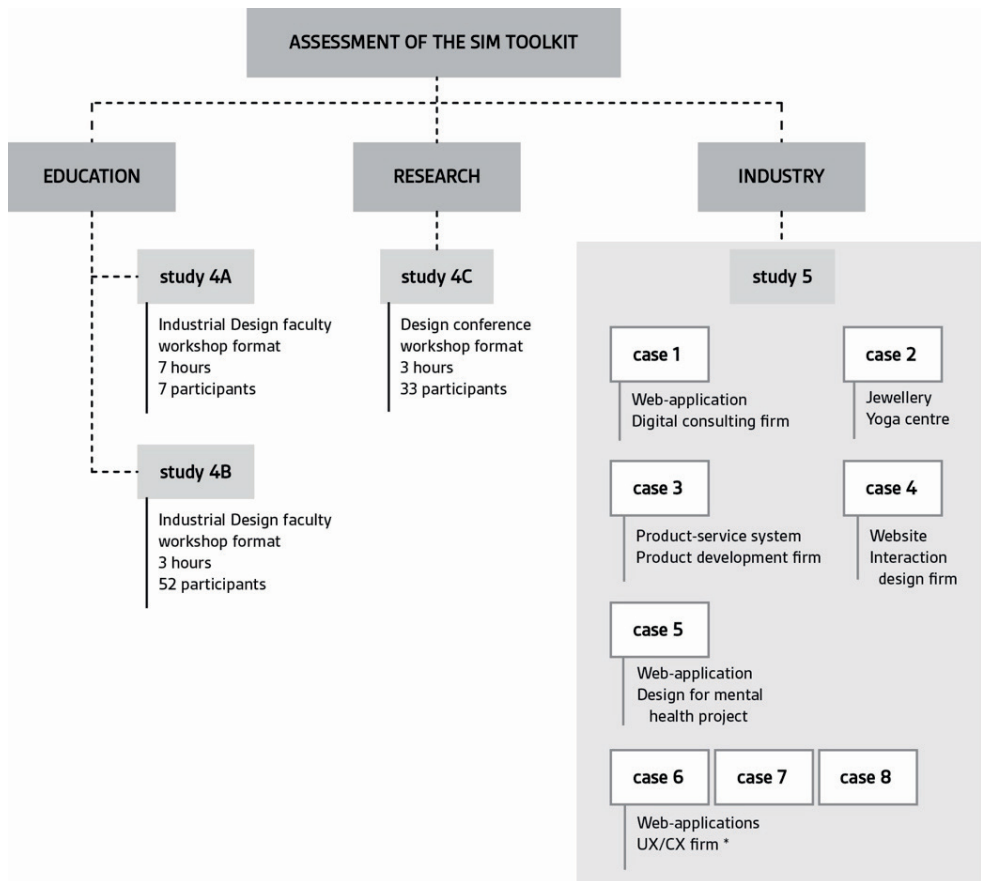 ASSESSMENT OF THE SIM TOOLKIT
EDUCATION
RESEARCH
INDUSTRY
study 4A
Industrial Design faculty
workshop format
7 hours
7 participants
study 4B
Industrial Design faculty
workshop format
3 hours
52 participants
study 4C
Design conference
workshop format
3 hours
33 participants
study 5
case 1
Web-application
Digital consulting firm
case 2
Jewellery
Yoga centre
case 3
Product-service system
Product development firm
case 4
Website
Interaction
design firm
case 5
Web-application
Design for mental
health project
case 6
case 7
case 8
Web-applications
UX/CX firm *